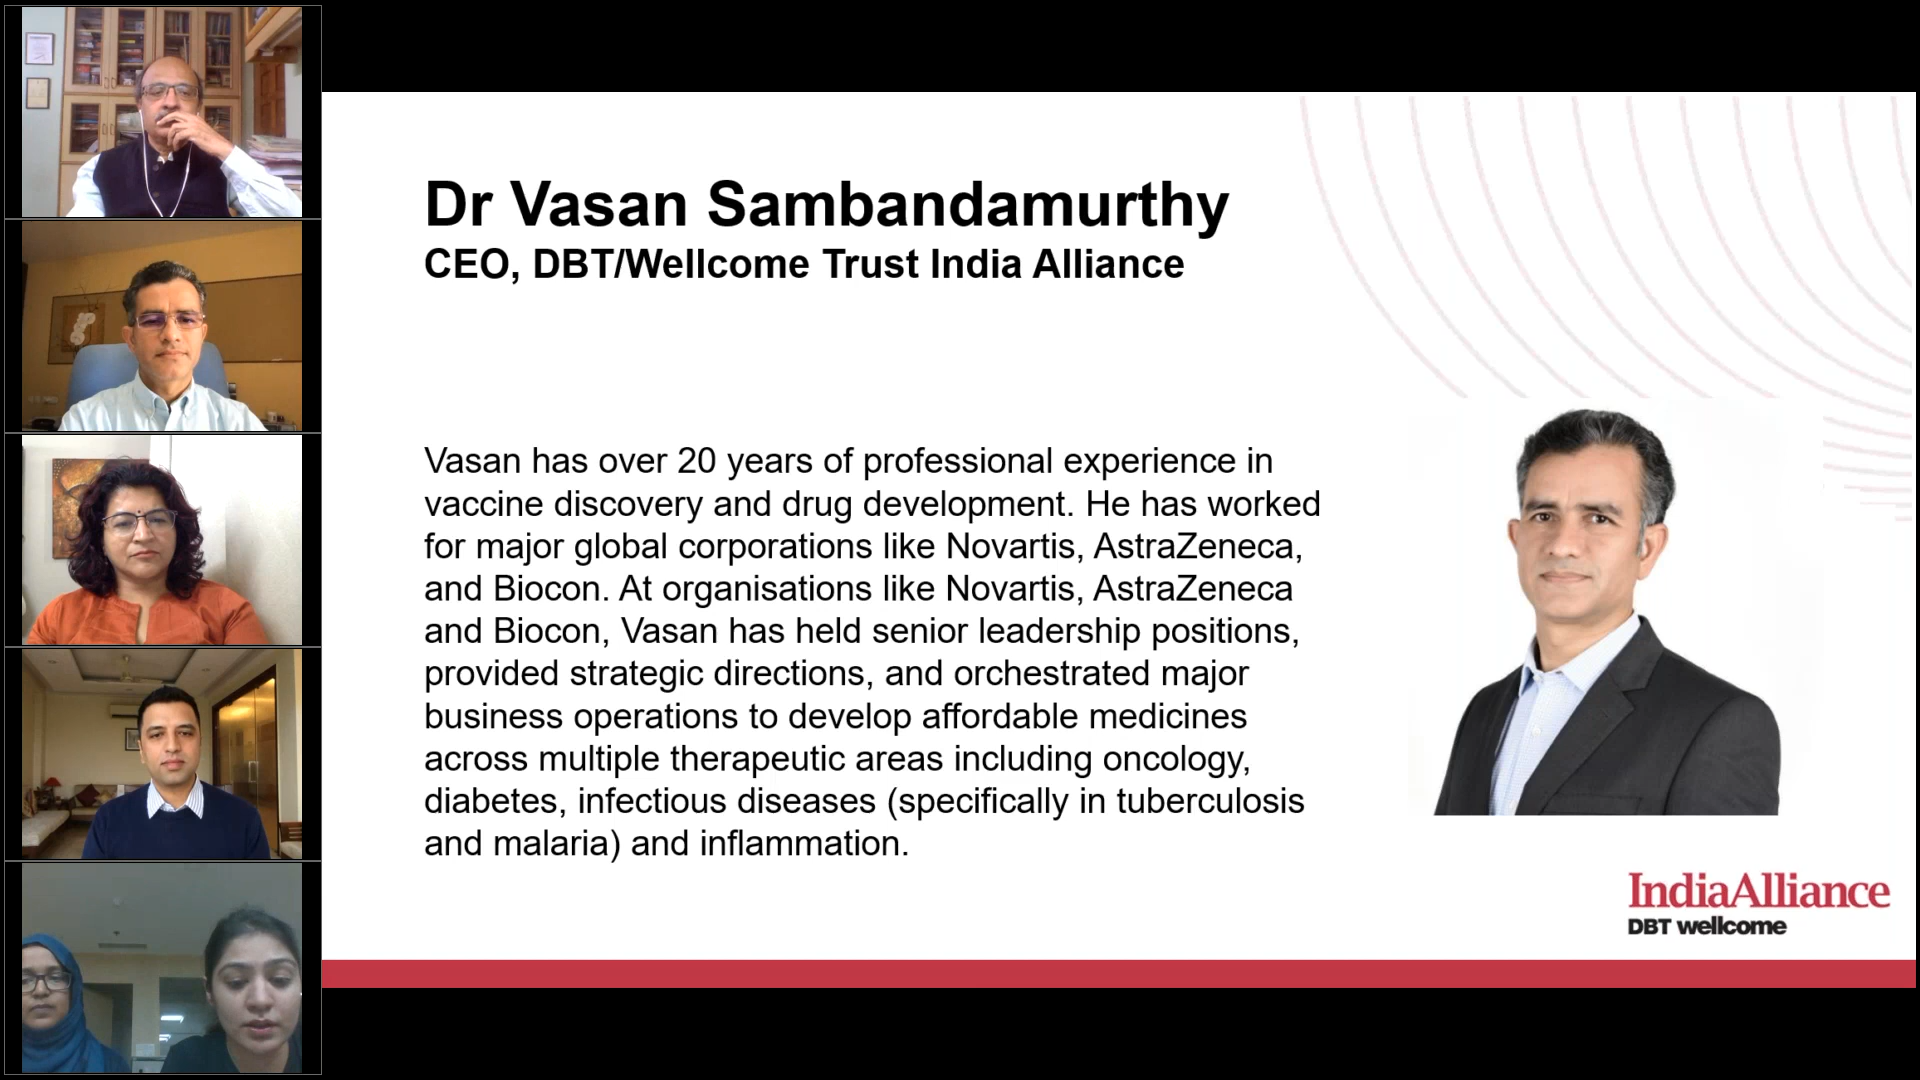 Dr Vasan Sambandamurthy
CEO, DBT/Wellcome Trust India Alliance
Vasan has over 20 years of professional experience in
vaccine discovery and drug development. He has worked
for major global corporations like Novartis, AstraZeneca,
and Biocon. At organisations like Novartis, AstraZeneca
and Biocon, Vasan has held senior leadership positions,
provided strategic directions, and orchestrated major
business operations to develop affordable medicines
across multiple therapeutic areas including oncology,
diabetes, infectious diseases (specifically in tuberculosis
and malaria) and inflammation.
IndiaAlliance
DBT wellcome